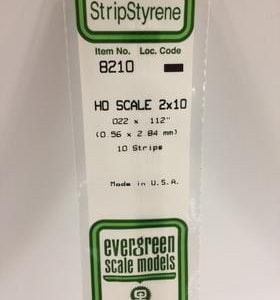 StripStyrene
Item No. Loc. Code
8210
HO SCALE 2x10
.022 x .112"
(0.56 x 2.84 mm)
10 Strips
Made in U.S.A.
evergreen
scale models